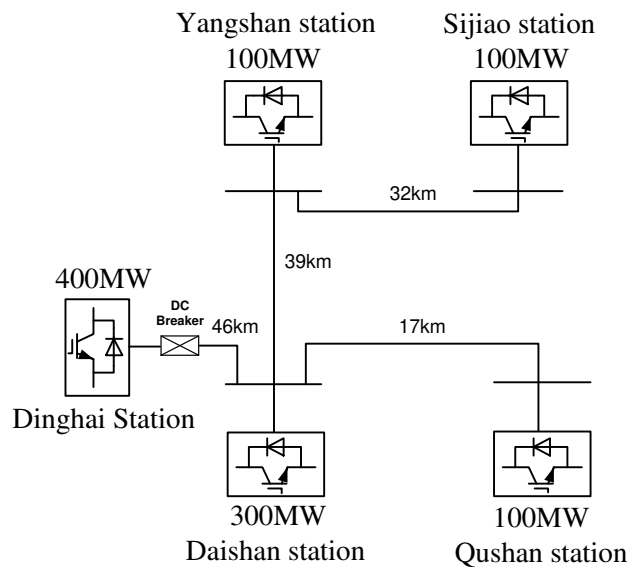 Yangshan station
100MW
Sijiao station
100MW
32km
39km
400MW
DC
Breaker
46km
17km
Dinghai Station
300MW
Daishan station
100MW
Qushan station